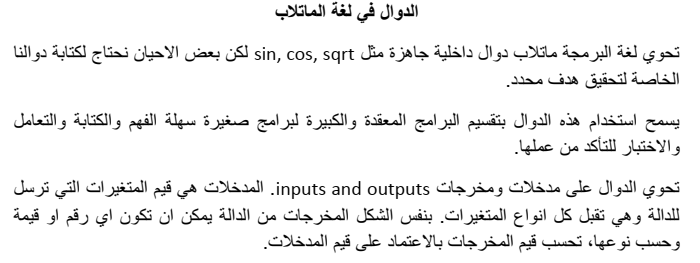 الدوال في لغة الماتلاب
تحوي لغة البرمجة ماتلاب دوال داخلية جاهزة مثل sin, cos, sqrt لكن بعض الاحيان نحتاج لكتابة دوالنا
الخاصة لتحقيق هدف محدد.
يسمح استخدام هذه الدوال بتقسيم البرامج المعقدة والكبيرة لبرامج صغيرة سهلة الفهم والكتابة والتعامل
والاختبار للتأكد من عملها.
تحوي الدوال على مدخلات ومخرجات inputs and outputs. المدخلات هي قيم المتغيرات التي ترسل
للدالة وهي تقبل كل انواع المتغيرات. بنفس الشكل المخرجات من الدالة يمكن ان تكون اي رقم او قيمة
وحسب نوعها، تحسب قيم المخرجات بالاعتماد على قيم المدخلات.